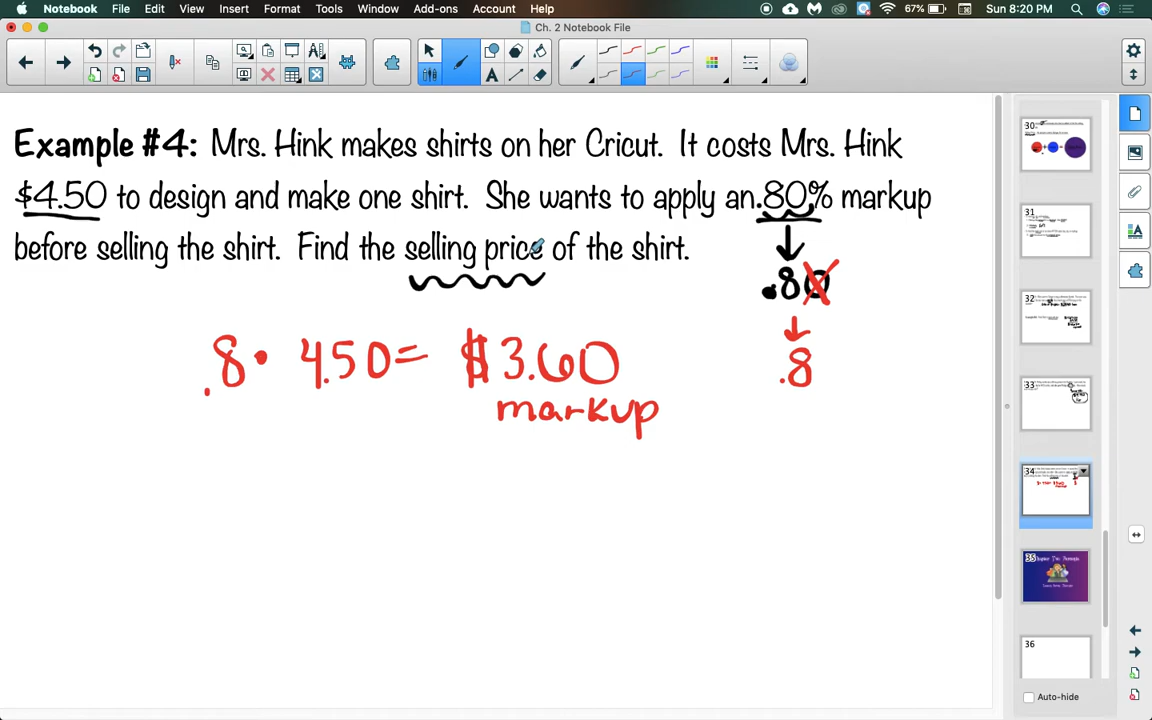 Notebook File Edit View Insert Format Tools Window Add-ons Account Help 67% Sun 8:20 PM
Ch. 2 Notebook File
Example #4: Mrs. Hink makes shirts on her Cricut. It costs Mrs. Hink
$4.50 to design and make one shirt. She wants to apply an .80% markup
before selling the shirt. Find the selling price of the shirt.
.80
.8 • 4.50 = $3.60 .8
markup
30
31
32
33
34
35
36
Auto-hide